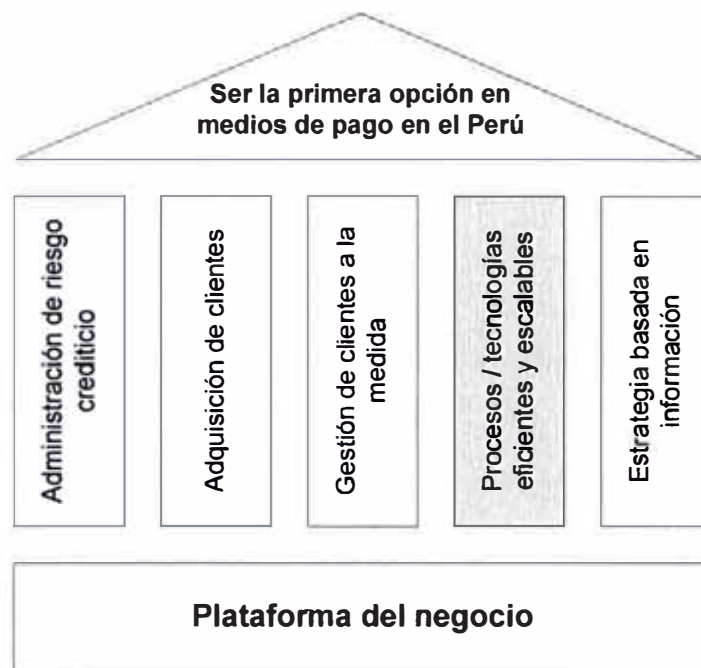 Ser la primera opción en
medios de pago en el Perú
Administración de riesgo
crediticio
Adquisición de clientes
Gestión de clientes a la
medida
Procesos / tecnologías
eficientes y escalables
Estrategia basada en
información
Plataforma del negocio